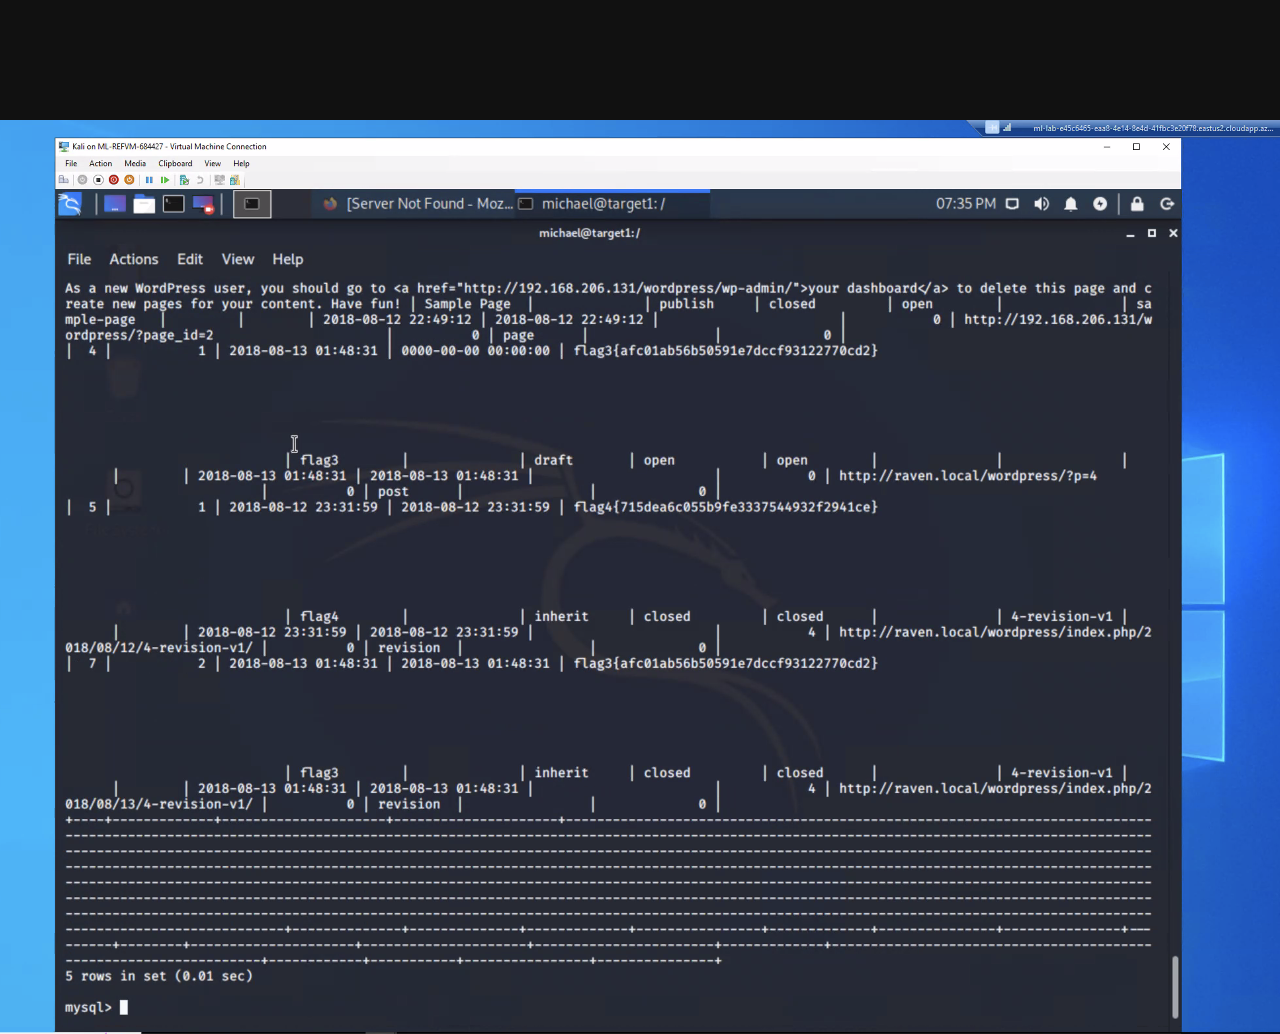 ml-lab-e45c6465-eaa8-4e14-8e4d-41fbc3e20f78.eastus2.cloudapp.az...
Kali on ML-REFVM-684427 - Virtual Machine Connection
File Action Media Clipboard View Help
[Server Not Found - Moz... michael@target1: / 07:35 PM
michael@target1: /
File Actions Edit View Help
As a new WordPress user, you should go to <a href="http://192.168.206.131/wordpress/wp-admin/">your dashboard</a> to delete this page and c
reate new pages for your content. Have fun! | Sample Page | | publish | closed | open | | sa
mple-page | | | 2018-08-12 22:49:12 | 2018-08-12 22:49:12 | | 0 | http://192.168.206.131/w
ordpress/?page_id=2 | 0 | page | | 0 |
| 4 | 1 | 2018-08-13 01:48:31 | 0000-00-00 00:00:00 | flag3{afc01ab56b50591e7dccf93122770cd2}
| flag3 | | draft | open | open | | |
| | 2018-08-13 01:48:31 | 2018-08-13 01:48:31 | | 0 | http://raven.local/wordpress/?p=4
| 0 | post | | 0 |
| 5 | 1 | 2018-08-12 23:31:59 | 2018-08-12 23:31:59 | flag4{715dea6c055b9fe3337544932f2941ce}
| flag4 | | inherit | closed | closed | | 4-revision-v1 |
| | 2018-08-12 23:31:59 | 2018-08-12 23:31:59 | | 4 | http://raven.local/wordpress/index.php/2
018/08/12/4-revision-v1/ | 0 | revision | | 0 |
| 7 | 2 | 2018-08-13 01:48:31 | 2018-08-13 01:48:31 | flag3{afc01ab56b50591e7dccf93122770cd2}
| flag3 | | inherit | closed | closed | | 4-revision-v1 |
| | 2018-08-13 01:48:31 | 2018-08-13 01:48:31 | | 4 | http://raven.local/wordpress/index.php/2
018/08/13/4-revision-v1/ | 0 | revision | | 0 |
5 rows in set (0.01 sec)
mysql>